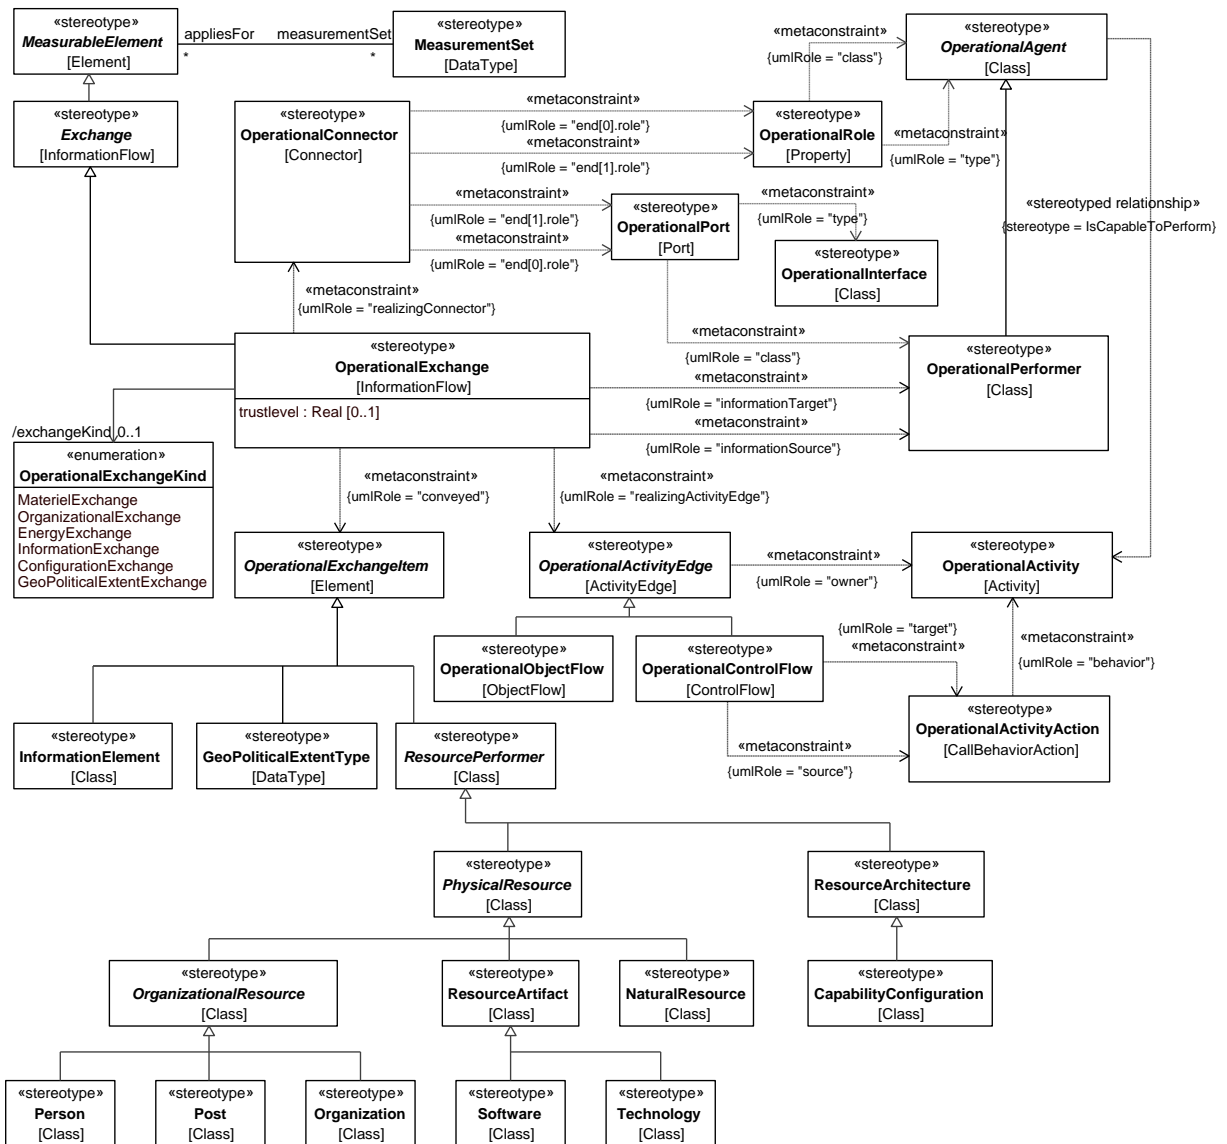 «stereotype»
MeasurableElement
[Element]
appliesFor
measurementSet
*
*
«stereotype»
MeasurementSet
[DataType]
«metaconstraint»
{umlRole = "class"}
«stereotype»
OperationalAgent
[Class]
«stereotype»
Exchange
[InformationFlow]
«stereotype»
OperationalConnector
[Connector]
«metaconstraint»
{umlRole = "end[0].role"}
«metaconstraint»
{umlRole = "end[1].role"}
«stereotype»
OperationalRole
[Property]
«metaconstraint»
{umlRole = "type"}
«metaconstraint»
{umlRole = "end[1].role"}
«metaconstraint»
{umlRole = "end[0].role"}
«stereotype»
OperationalPort
[Port]
«metaconstraint»
{umlRole = "type"}
«stereotyped relationship»
{stereotype = IsCapableToPerform}
«stereotype»
OperationalInterface
[Class]
«metaconstraint»
{umlRole = "realizingConnector"}
«stereotype»
OperationalExchange
[InformationFlow]
trustlevel : Real [0..1]
«metaconstraint»
{umlRole = "class"}
«metaconstraint»
{umlRole = "informationTarget"}
«metaconstraint»
{umlRole = "informationSource"}
«stereotype»
OperationalPerformer
[Class]
/exchangeKind 0..1
«enumeration»
OperationalExchangeKind
MaterielExchange
OrganizationalExchange
EnergyExchange
InformationExchange
ConfigurationExchange
GeoPoliticalExtentExchange
«metaconstraint»
{umlRole = "conveyed"}
«metaconstraint»
{umlRole = "realizingActivityEdge"}
«stereotype»
OperationalExchangeItem
[Element]
«stereotype»
OperationalActivityEdge
[ActivityEdge]
«metaconstraint»
{umlRole = "owner"}
«stereotype»
OperationalActivity
[Activity]
«stereotype»
OperationalObjectFlow
[ObjectFlow]
«stereotype»
OperationalControlFlow
[ControlFlow]
{umlRole = "target"}
«metaconstraint»
«metaconstraint»
{umlRole = "behavior"}
«stereotype»
InformationElement
[Class]
«stereotype»
GeoPoliticalExtentType
[DataType]
«stereotype»
ResourcePerformer
[Class]
«metaconstraint»
{umlRole = "source"}
«stereotype»
OperationalActivityAction
[CallBehaviorAction]
«stereotype»
PhysicalResource
[Class]
«stereotype»
ResourceArchitecture
[Class]
«stereotype»
OrganizationalResource
[Class]
«stereotype»
ResourceArtifact
[Class]
«stereotype»
NaturalResource
[Class]
«stereotype»
CapabilityConfiguration
[Class]
«stereotype»
Person
[Class]
«stereotype»
Post
[Class]
«stereotype»
Organization
[Class]
«stereotype»
Software
[Class]
«stereotype»
Technology
[Class]